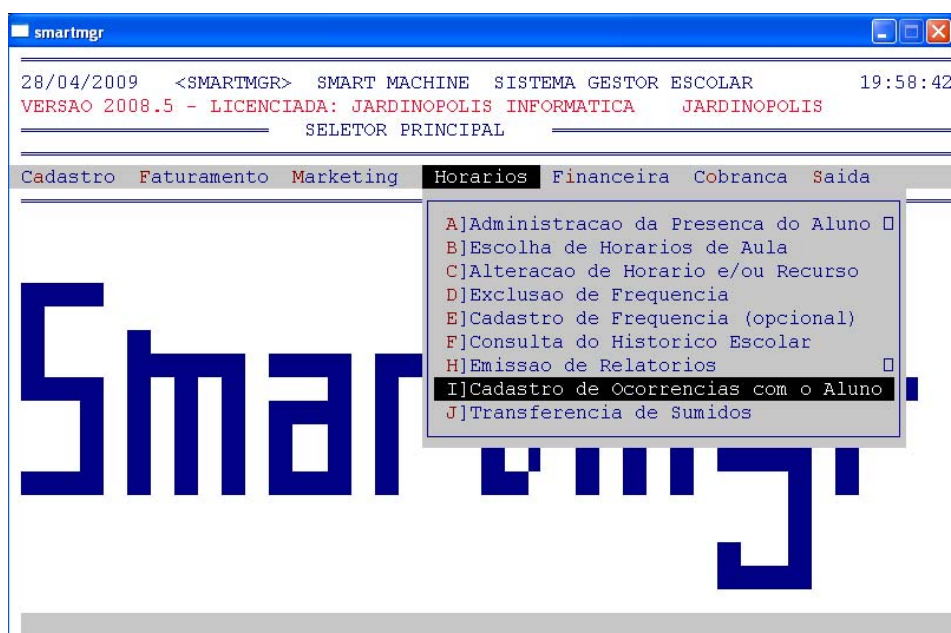 smartmgr
28/04/2009 <SMARTMGR> SMART MACHINE SISTEMA GESTOR ESCOLAR 19:58:42
VERSAO 2008.5 - LICENCIADA: JARDINOPOLIS INFORMATICA JARDINOPOLIS
SELETOR PRINCIPAL
Cadastro Faturamento Marketing Horarios Financeira Cobranca Saida
A]Administracao da Presenca do Aluno
B]Escolha de Horarios de Aula
C]Alteracao de Horario e/ou Recurso
D]Exclusao de Frequencia
E]Cadastro de Frequencia (opcional)
F]Consulta do Historico Escolar
H]Emissao de Relatorios
I]Cadastro de Ocorrencias com o Aluno
J]Transferencia de Sumidos
Smartmgr